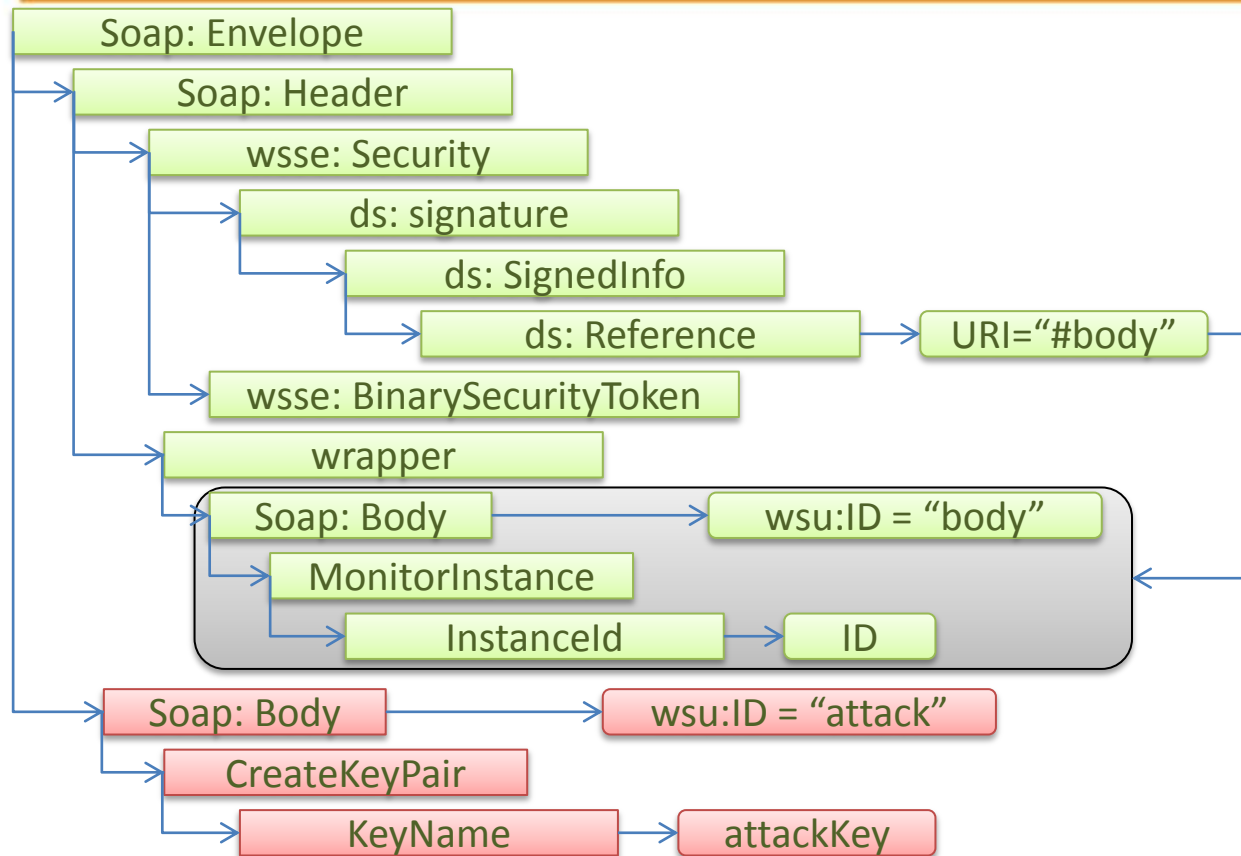 Soap: Envelope
Soap: Header
wsse: Security
ds: signature
ds: SignedInfo
ds: Reference
URI=“#body”
wsse: BinarySecurityToken
wrapper
Soap: Body
wsu:ID = “body”
MonitorInstance
InstanceId
ID
Soap: Body
wsu:ID = “attack”
CreateKeyPair
KeyName
attackKey